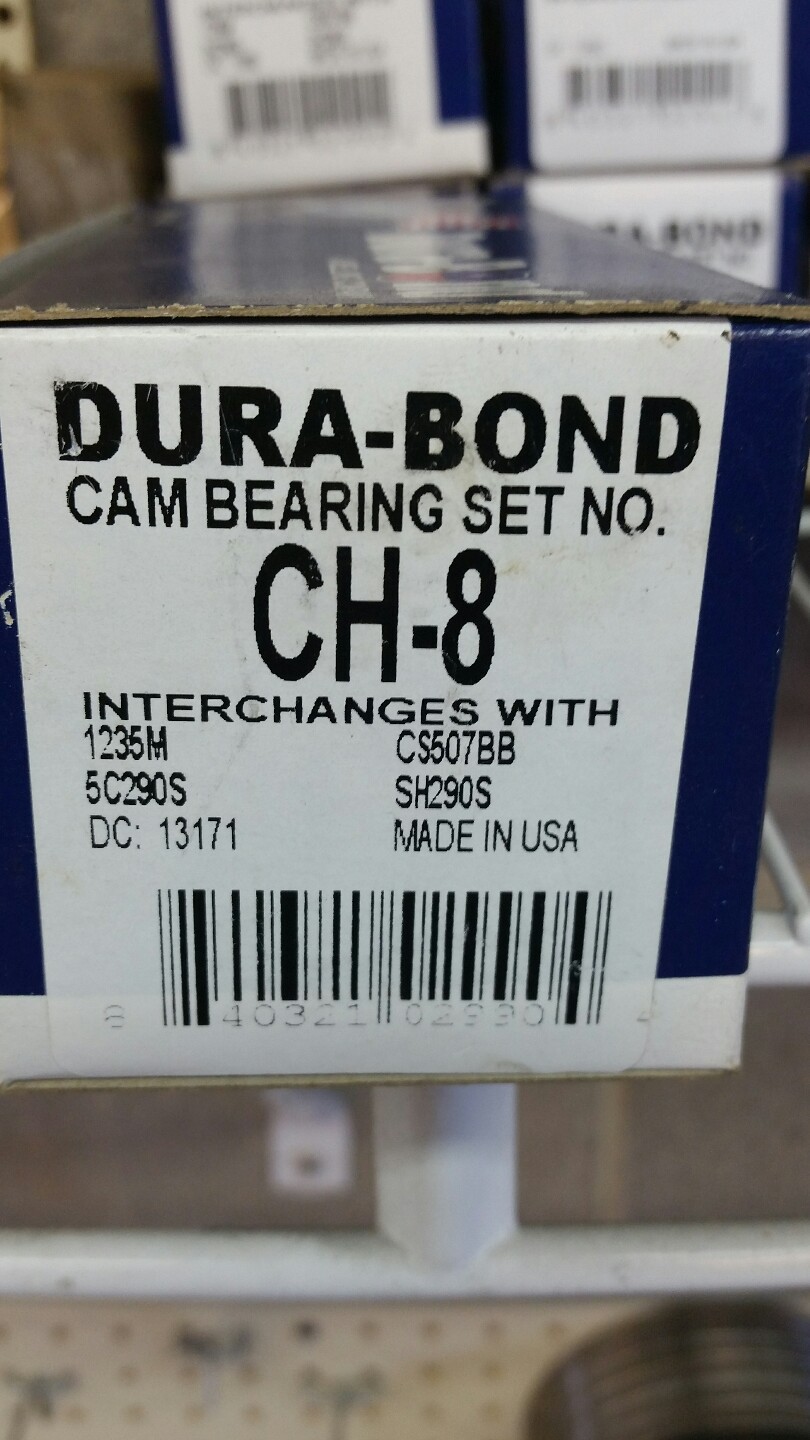 DURA-BOND
CAM BEARING SET NO.
CH-8
INTERCHANGES WITH
1235M CS507BB
5C290S SH290S
DC: 13171 MADE IN USA
8 40321 02990 4